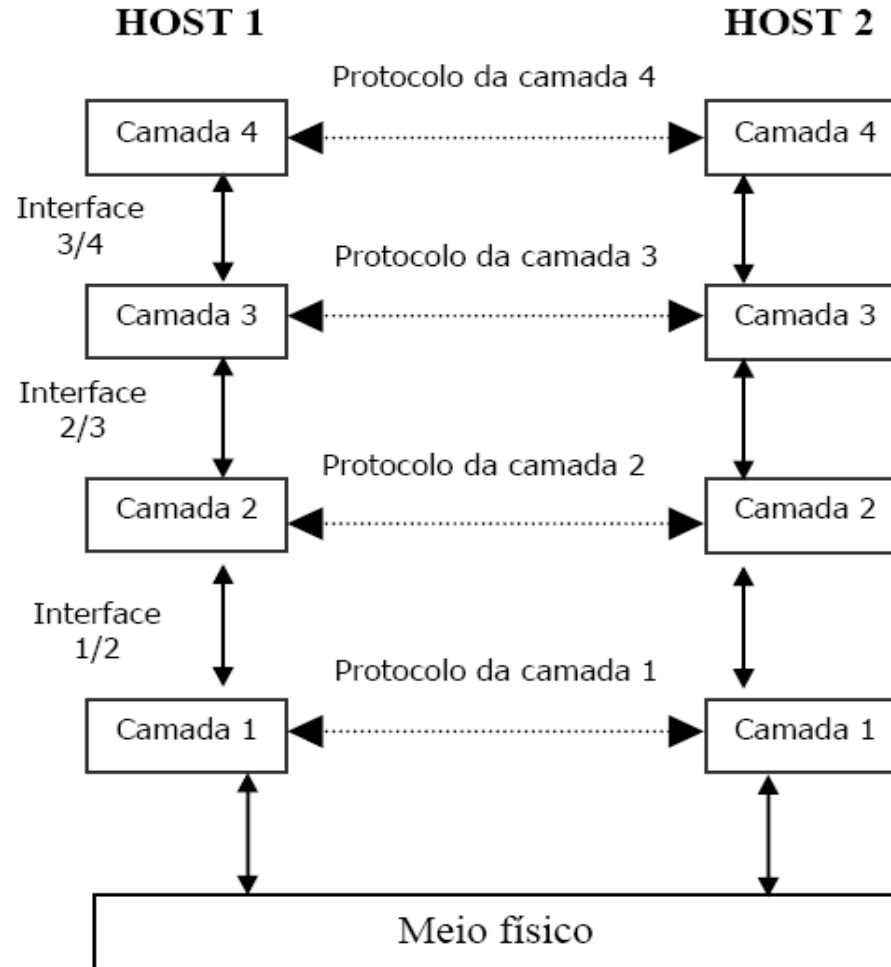 HOST 1
HOST 2
Protocolo da camada 4
Camada 4
Camada 4
Interface
3/4
Protocolo da camada 3
Camada 3
Camada 3
Interface
2/3
Protocolo da camada 2
Camada 2
Camada 2
Interface
1/2
Protocolo da camada 1
Camada 1
Camada 1
Meio físico